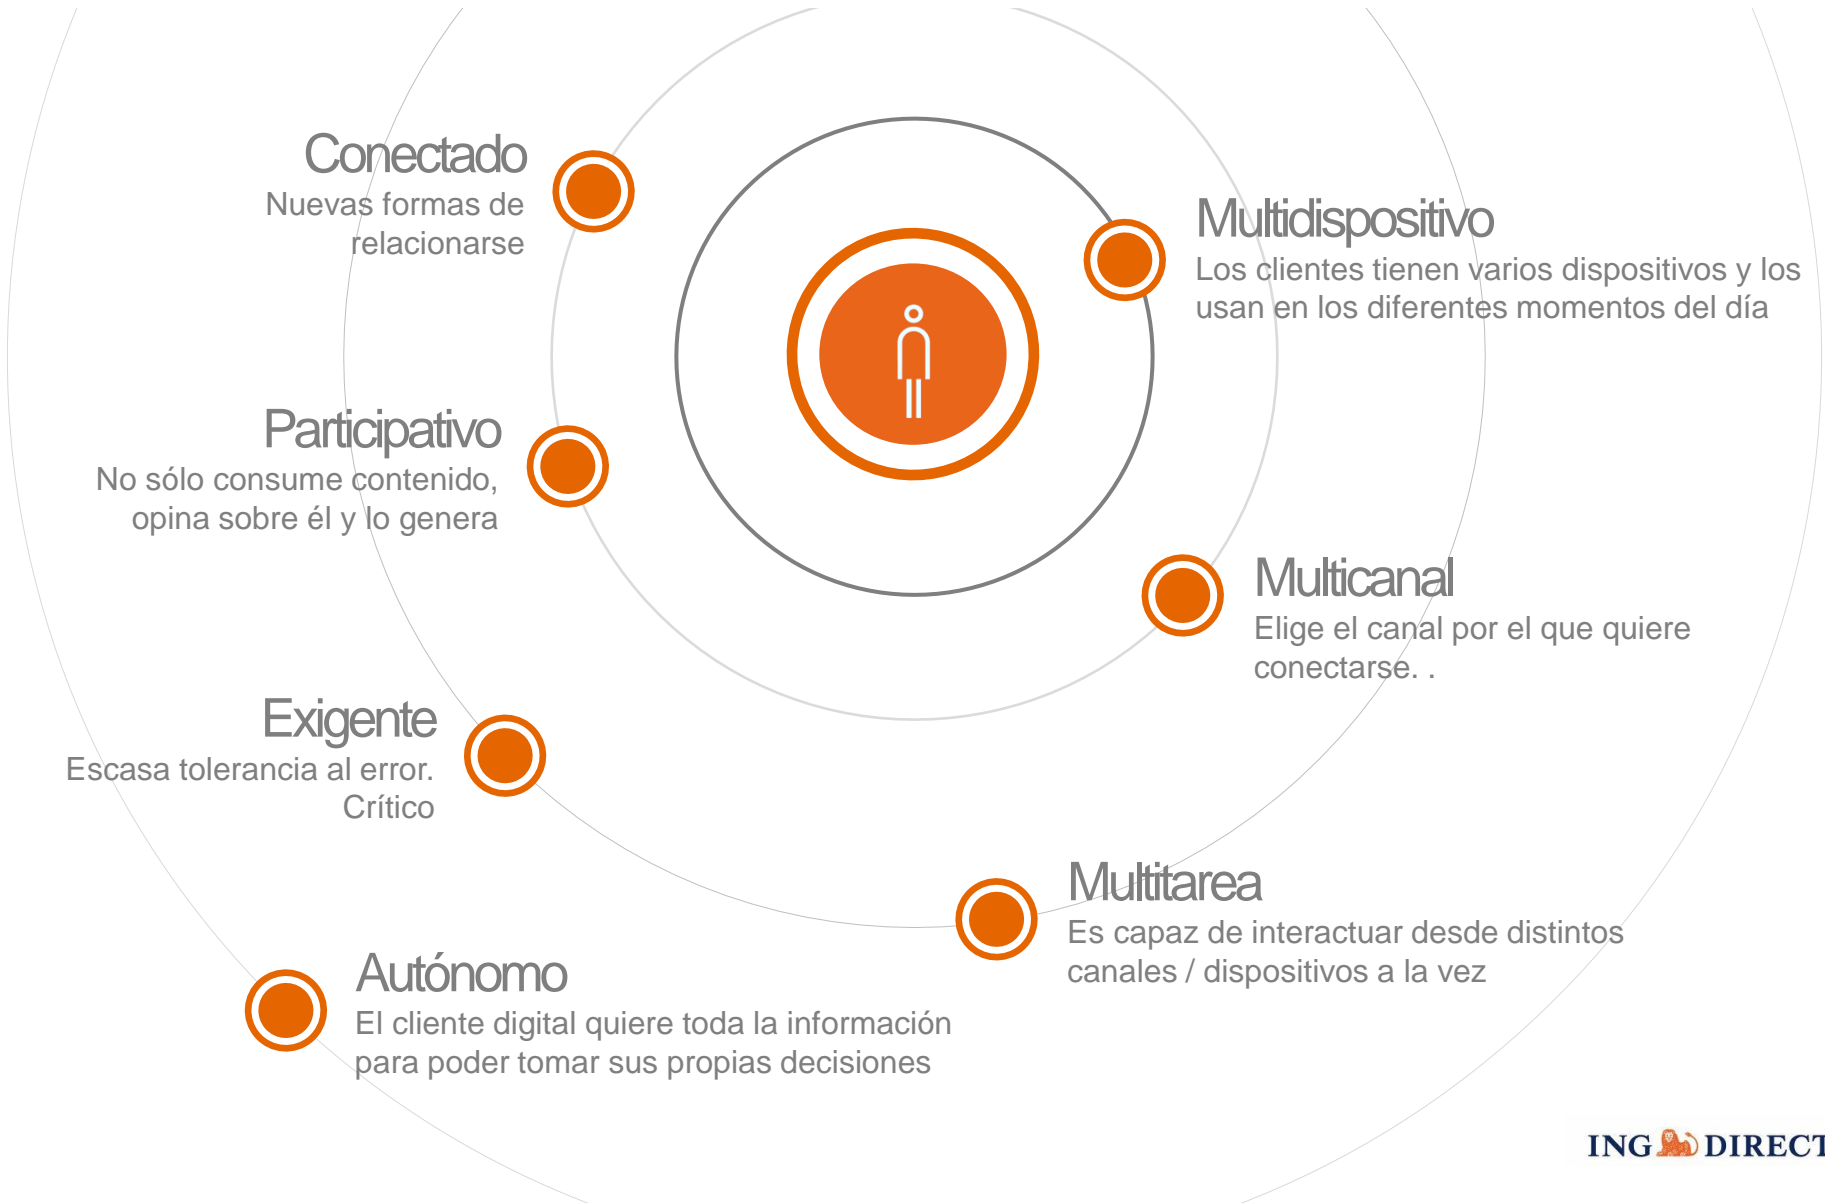 Conectado
Nuevas formas de
relacionarse
Multidispositivo
Los clientes tienen varios dispositivos y los
usan en los diferentes momentos del día
Participativo
No sólo consume contenido,
opina sobre él y lo genera
Multicanal
Elige el canal por el que quiere
conectarse. .
Exigente
Escasa tolerancia al error.
Crítico
Multitarea
Es capaz de interactuar desde distintos
canales / dispositivos a la vez
Autónomo
El cliente digital quiere toda la información
para poder tomar sus propias decisiones
ING DIRECT